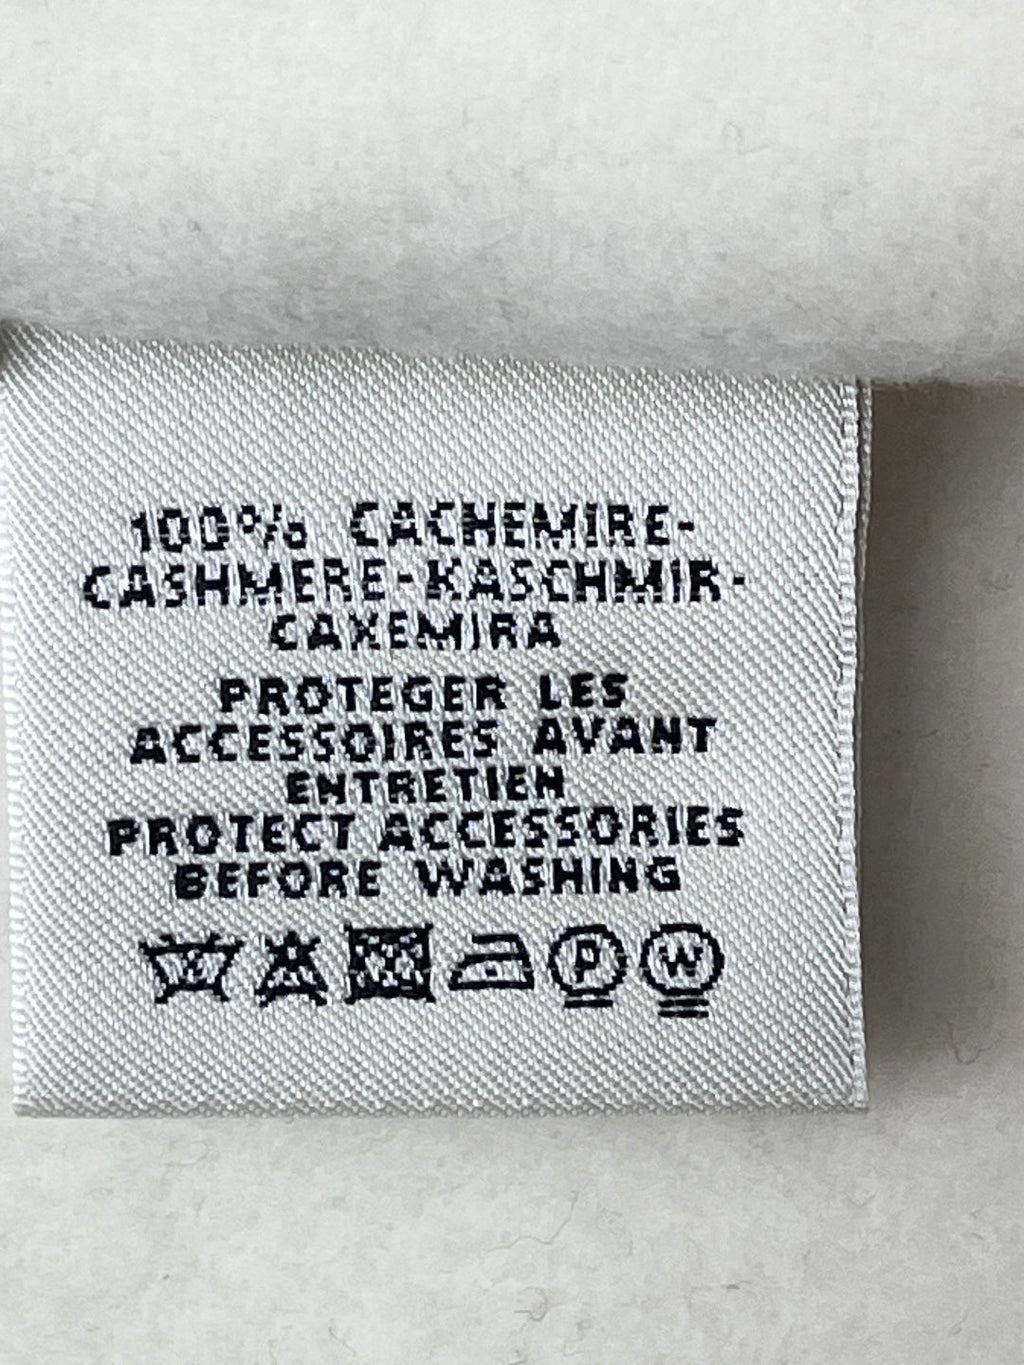 100% CACHEMIRE-
CASHMERE-KASCHMIR-
CAXEMIRA
PROTEGER LES
ACCESSOIRES AVANT
ENTRETIEN
PROTECT ACCESSORIES
BEFORE WASHING
P W